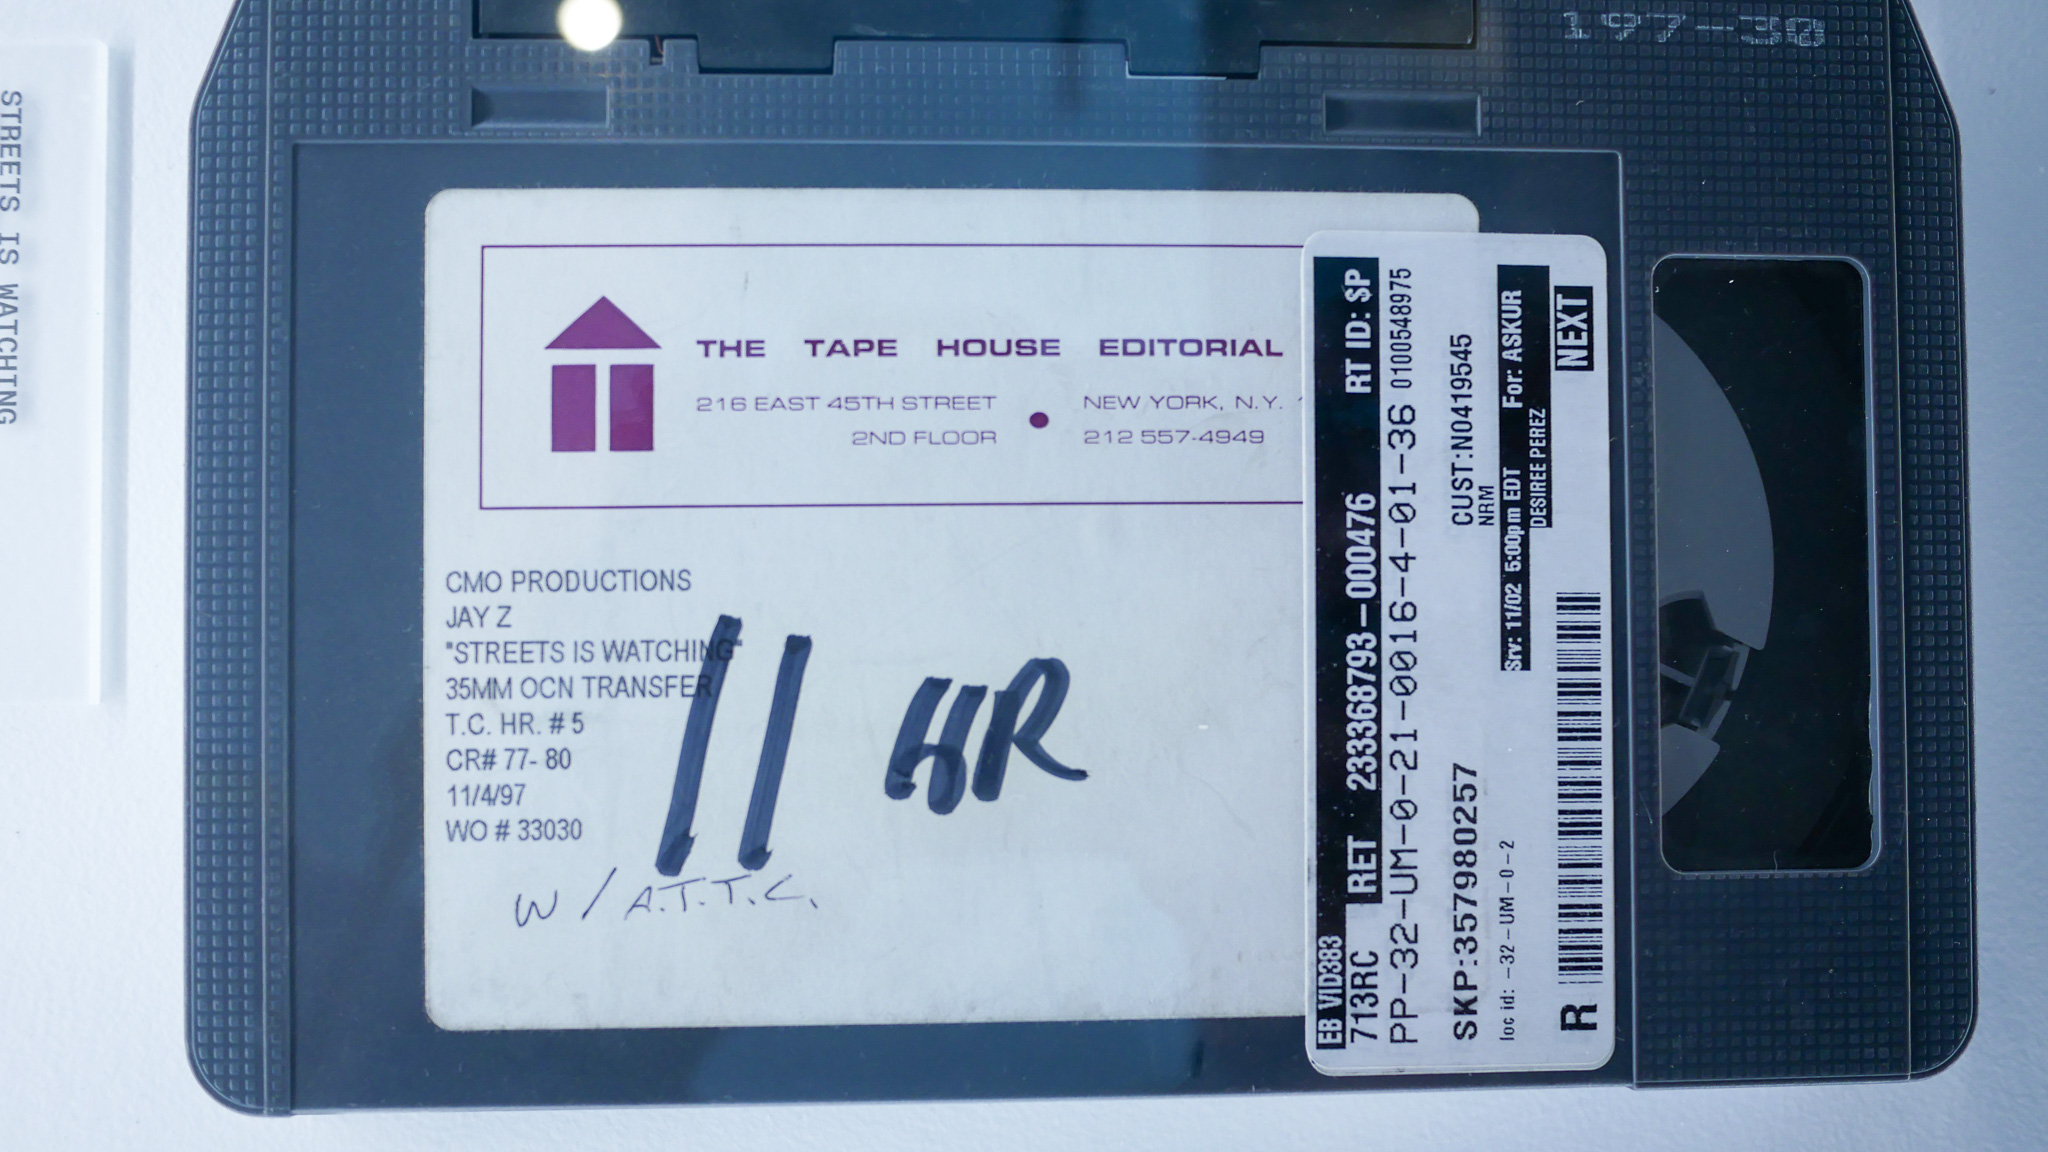 STREETS IS WATCHING
197-38
THE TAPE HOUSE EDITORIAL
216 EAST 45TH STREET
2ND FLOOR
NEW YORK, N.Y.
212 557-4949
CMO PRODUCTIONS
JAY Z
"STREETS IS WATCHING"
35MM OCN TRANSFER
T.C. HR. # 5
CR# 77- 80
11/4/97
WO # 33030
11 HR
W/ A.T.T.C.
EB VID383 RET 233368793-000476 RT ID: SP
713RC
PP-32-UM-0-21-0016-4-01-36 0100548975
SKP:357980257 CUST:N0419545
NRM
loc id: -32-UM-0-2 Srv: 11/02 5:00pm EDT For: ASKUR
DESIREE PEREZ
R NEXT